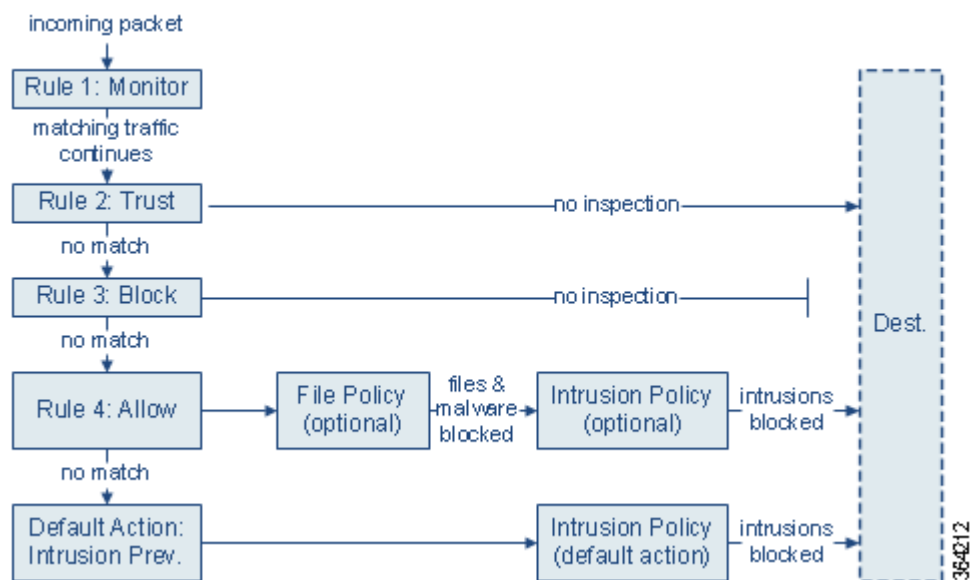 incoming packet
Rule 1: Monitor
matching traffic
continues
Rule 2: Trust
no inspection
no match
Rule 3: Block
no inspection
no match
Dest.
Rule 4: Allow
File Policy
(optional)
files &
malware
blocked
Intrusion Policy
(optional)
intrusions
blocked
no match
Default Action:
Intrusion Prev.
Intrusion Policy
(default action)
intrusions
blocked
364212